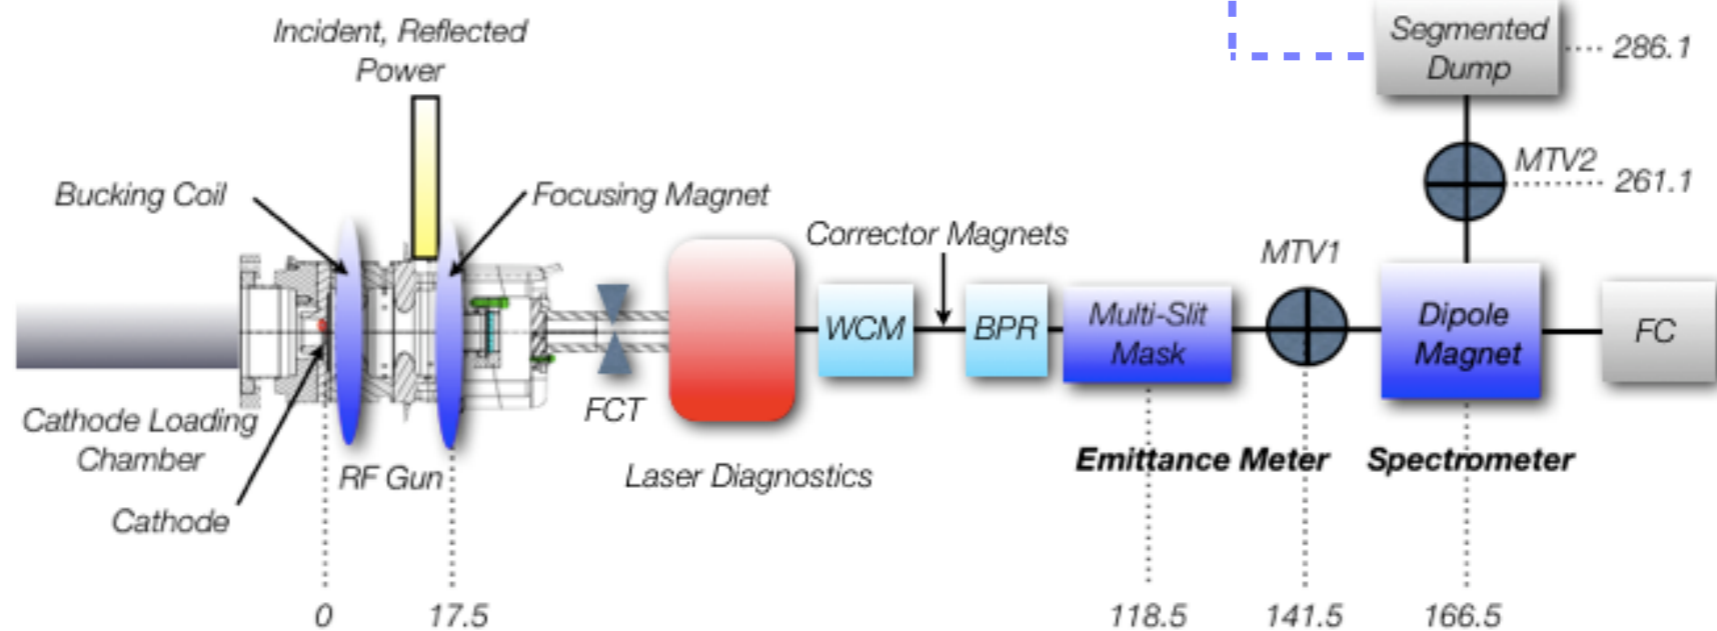 Incident, Reflected
Power
Segmented
Dump
286.1
MTV2
261.1
Bucking Coil
Focusing Magnet
Corrector Magnets
MTV1
WCM
BPR
Multi-Slit
Mask
Dipole
Magnet
FC
FCT
Cathode Loading
Chamber
RF Gun
Laser Diagnostics
Emittance Meter
Spectrometer
Cathode
0
17.5
118.5
141.5
166.5